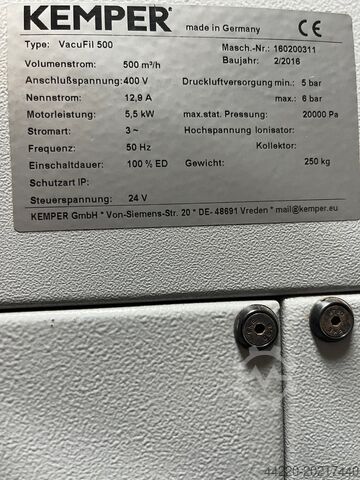 KEMPER made in Germany CE
Type: VacuFil 500 Masch.-Nr.: 160200311
Volumenstrom: 500 m³/h Baujahr: 2/2016
Anschlußspannung: 400 V Druckluftversorgung min.: 5 bar
Nennstrom: 12,9 A max.: 6 bar
Motorleistung: 5,5 kW max.stat. Pressung: 20000 Pa
Stromart: 3 ~ Hochspannung Ionisator:
Frequenz: 50 Hz Kollektor:
Einschaltdauer: 100 % ED Gewicht: 250 kg
Schutzart IP:
Steuerspannung: 24 V
KEMPER GmbH * Von-Siemens-Str. 20 * DE- 48691 Vreden * mail@kemper.eu
44220-20217440